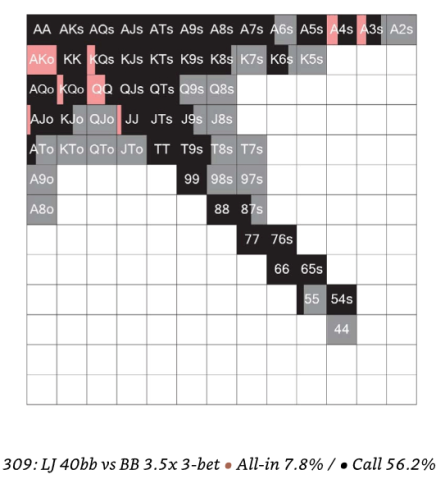 AA AKs AQs AJs ATs A9s A8s A7s A6s A5s A4s A3s A2s
AKo KK KQs KJs KTs K9s K8s K7s K6s K5s
AQo KQo QQ QJs QTs Q9s Q8s
AJo KJo QJo JJ JTs J9s J8s
ATo KTo QTo JTo TT T9s T8s T7s
A9o 99 98s 97s
A8o 88 87s
77 76s
66 65s
55 54s
44
309: LJ 40bb vs BB 3.5x 3-bet • All-in 7.8% / • Call 56.2%